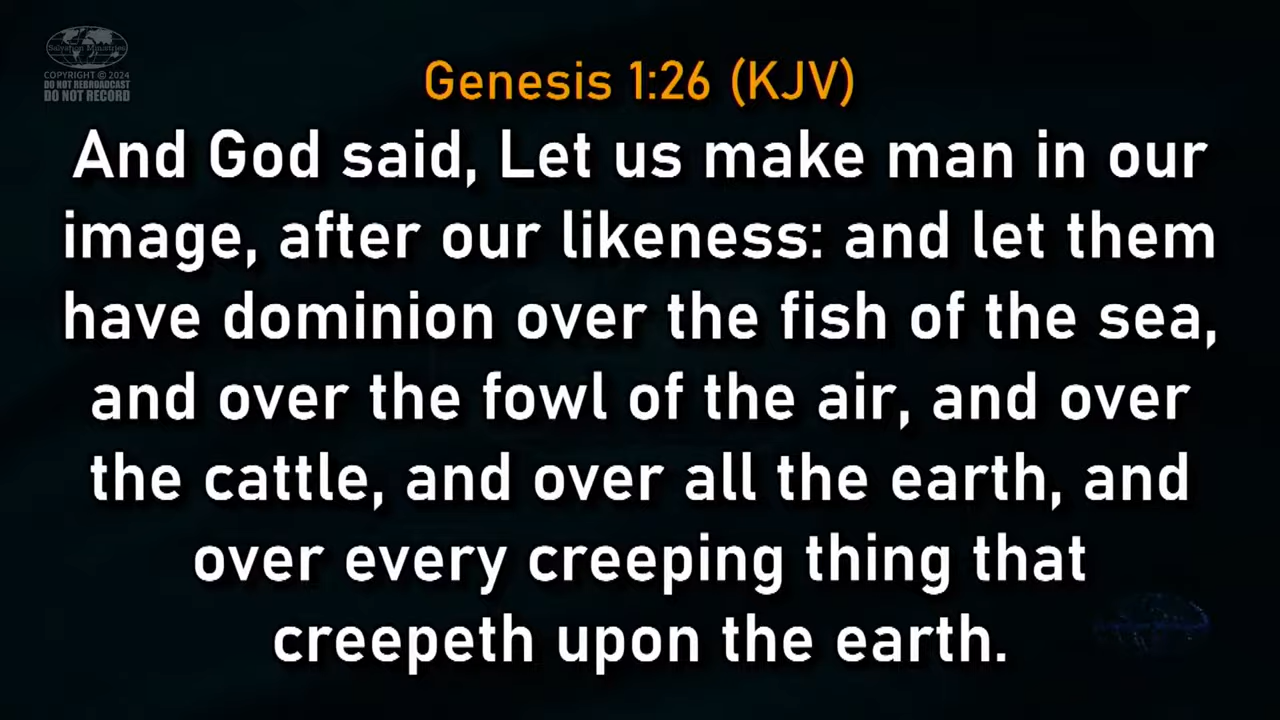 Salvation Ministries
COPYRIGHT © 2024
DO NOT REBROADCAST
DO NOT RECORD
Genesis 1:26 (KJV)
And God said, Let us make man in our
image, after our likeness: and let them
have dominion over the fish of the sea,
and over the fowl of the air, and over
the cattle, and over all the earth, and
over every creeping thing that
creepeth upon the earth.